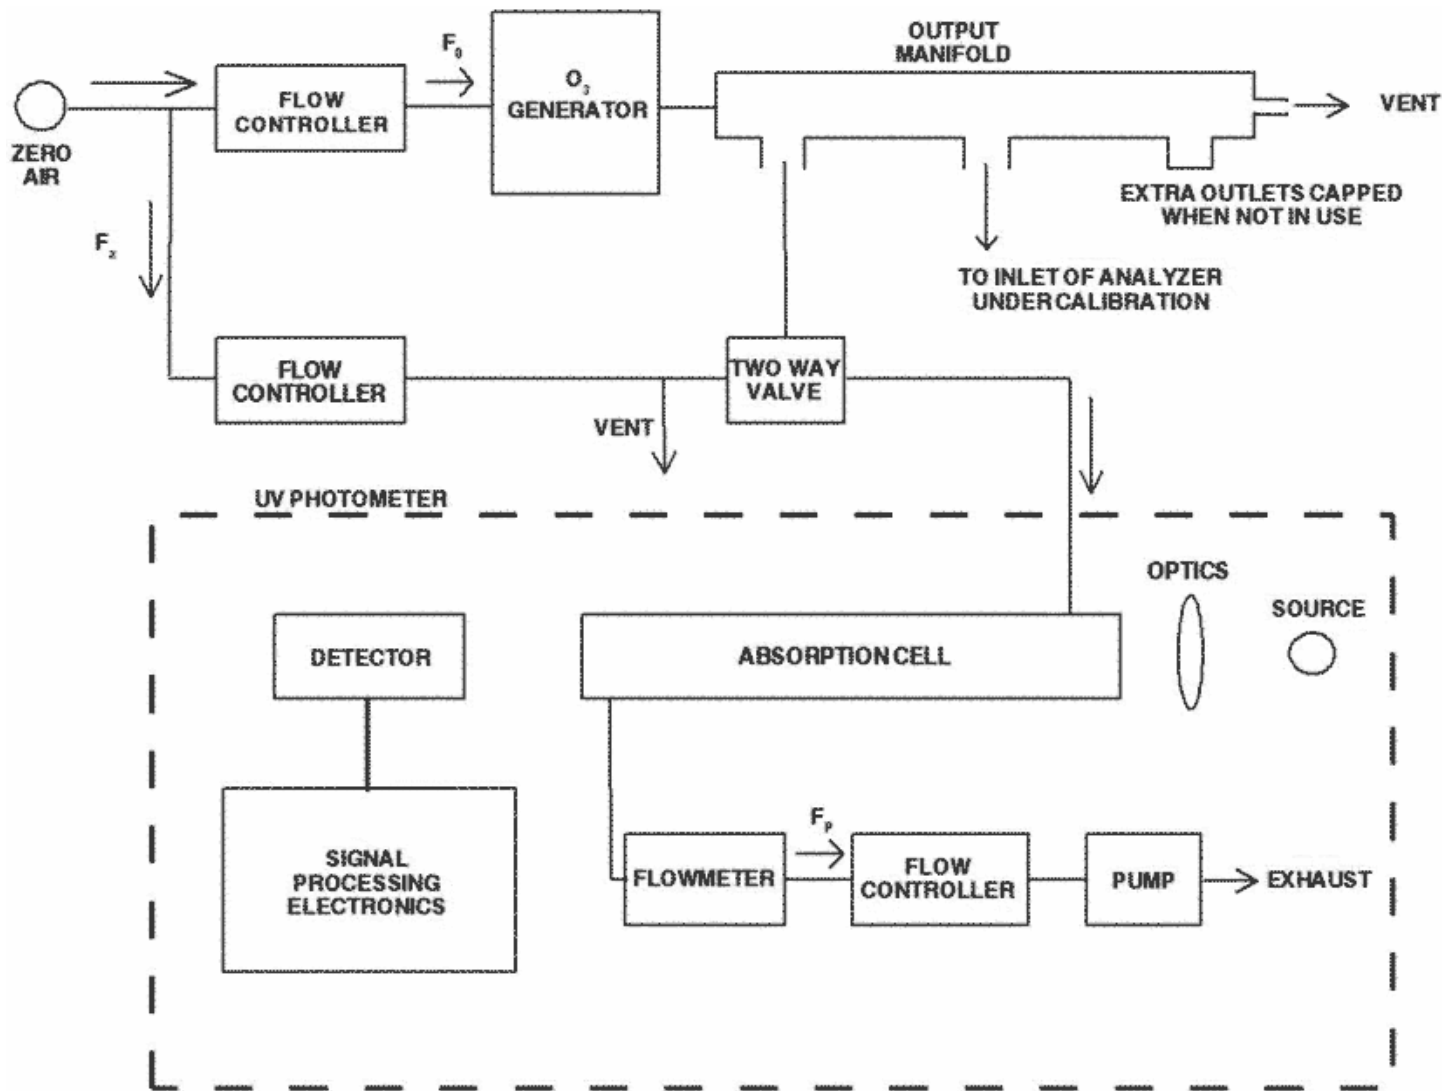 OUTPUT
MANIFOLD
F0
O3
GENERATOR
FLOW
CONTROLLER
VENT
ZERO
AIR
EXTRA OUTLETS CAPPED
WHEN NOT IN USE
Fz
TO INLET OF ANALYZER
UNDER CALIBRATION
FLOW
CONTROLLER
TWO WAY
VALVE
VENT
UV PHOTOMETER
OPTICS
SOURCE
DETECTOR
ABSORPTION CELL
Fp
SIGNAL
PROCESSING
ELECTRONICS
FLOWMETER
FLOW
CONTROLLER
PUMP
EXHAUST